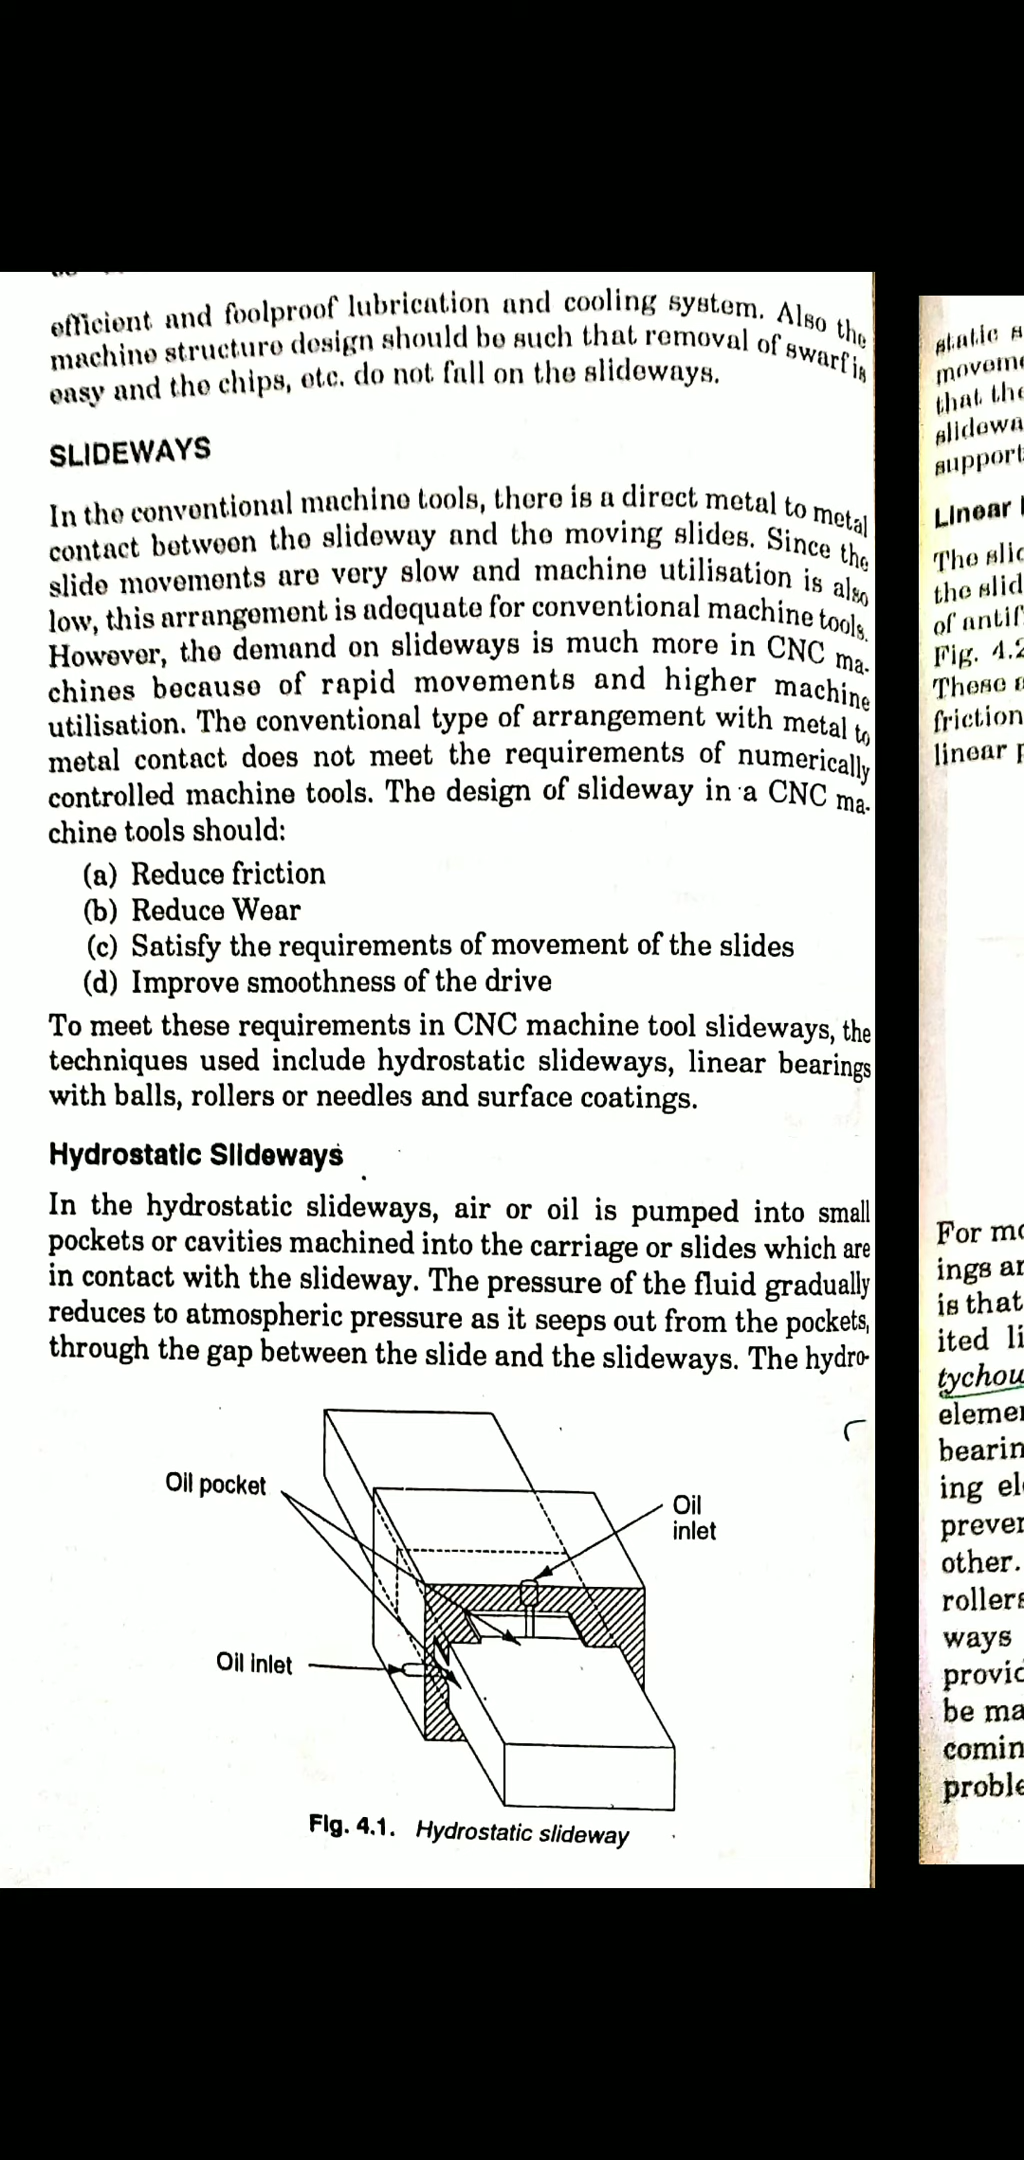 efficient and foolproof lubrication and cooling system. Also the
machine structure design should be such that removal of swarf is
easy and the chips, etc. do not fall on the slideways.
SLIDEWAYS
In the conventional machine tools, there is a direct metal to metal
contact between the slideway and the moving slides. Since the
slide movements are very slow and machine utilisation is also
low, this arrangement is adequate for conventional machine tools.
However, the demand on slideways is much more in CNC ma-
chines because of rapid movements and higher machine
utilisation. The conventional type of arrangement with metal to
metal contact does not meet the requirements of numerically
controlled machine tools. The design of slideway in a CNC ma-
chine tools should:
(a) Reduce friction
(b) Reduce Wear
(c) Satisfy the requirements of movement of the slides
(d) Improve smoothness of the drive
To meet these requirements in CNC machine tool slideways, the
techniques used include hydrostatic slideways, linear bearings
with balls, rollers or needles and surface coatings.
Hydrostatic Slideways
In the hydrostatic slideways, air or oil is pumped into small
pockets or cavities machined into the carriage or slides which are
in contact with the slideway. The pressure of the fluid gradually
reduces to atmospheric pressure as it seeps out from the pockets,
through the gap between the slide and the slideways. The hydro-
Oil pocket
Oil
inlet
Oil inlet
Fig. 4.1. Hydrostatic slideway
static s
movem
that the
slidewa
support
Linear
The slid
the slid
of antif
Fig. 4.2
These a
friction
linear p
For mo
ings ar
is that
ited li
tychou
elemen
bearin
ing el
preven
other.
rollers
ways
provid
be ma
comin
proble